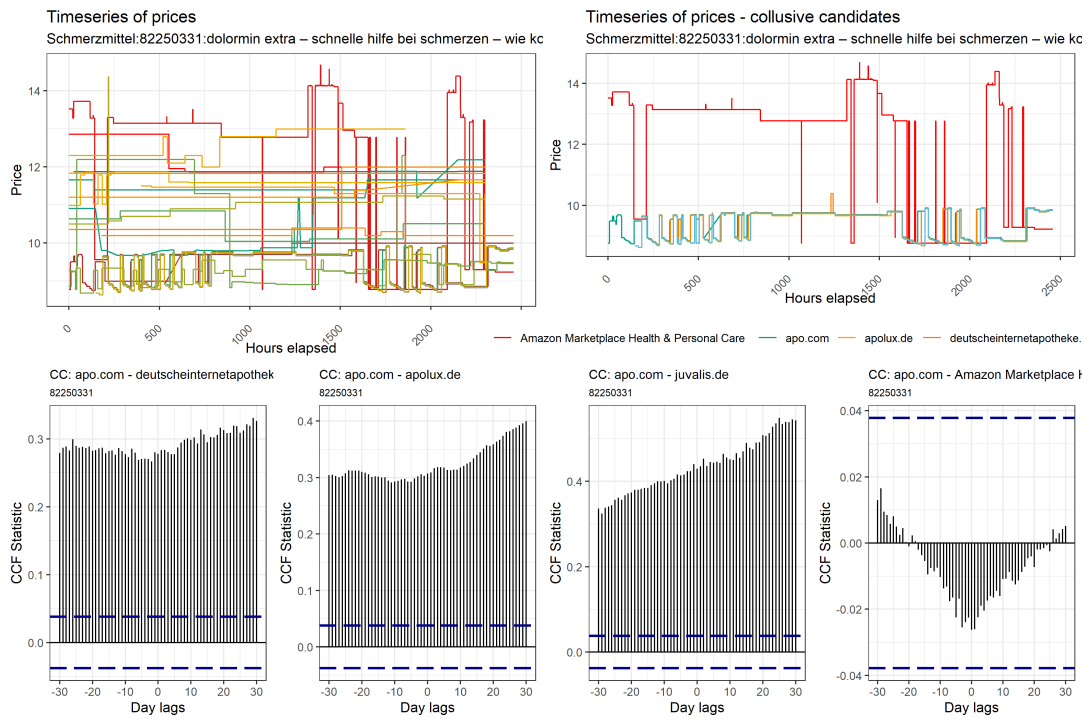 Timeseries of prices
Schmerzmittel:82250331:dolormin extra – schnelle hilfe bei schmerzen – wie ko
Price
14
12
10
0
500
1000
1500
2000
Hours elapsed
Timeseries of prices - collusive candidates
Schmerzmittel:82250331:dolormin extra – schnelle hilfe bei schmerzen – wie ko
Price
14
12
10
0
500
1000
1500
2000
2500
Hours elapsed
Amazon Marketplace Health & Personal Care
apo.com
apolux.de
deutscheinternetapotheke.
CC: apo.com - deutscheinternetapothek
82250331
CCF Statistic
0.3
0.2
0.1
0.0
-30 -20 -10 0 10 20 30
Day lags
CC: apo.com - apolux.de
82250331
CCF Statistic
0.4
0.3
0.2
0.1
0.0
-30 -20 -10 0 10 20 30
Day lags
CC: apo.com - juvalis.de
82250331
CCF Statistic
0.4
0.2
0.0
-30 -20 -10 0 10 20 30
Day lags
CC: apo.com - Amazon Marketplace H
82250331
CCF Statistic
0.04
0.02
0.00
-0.02
-0.04
-30 -20 -10 0 10 20 30
Day lags